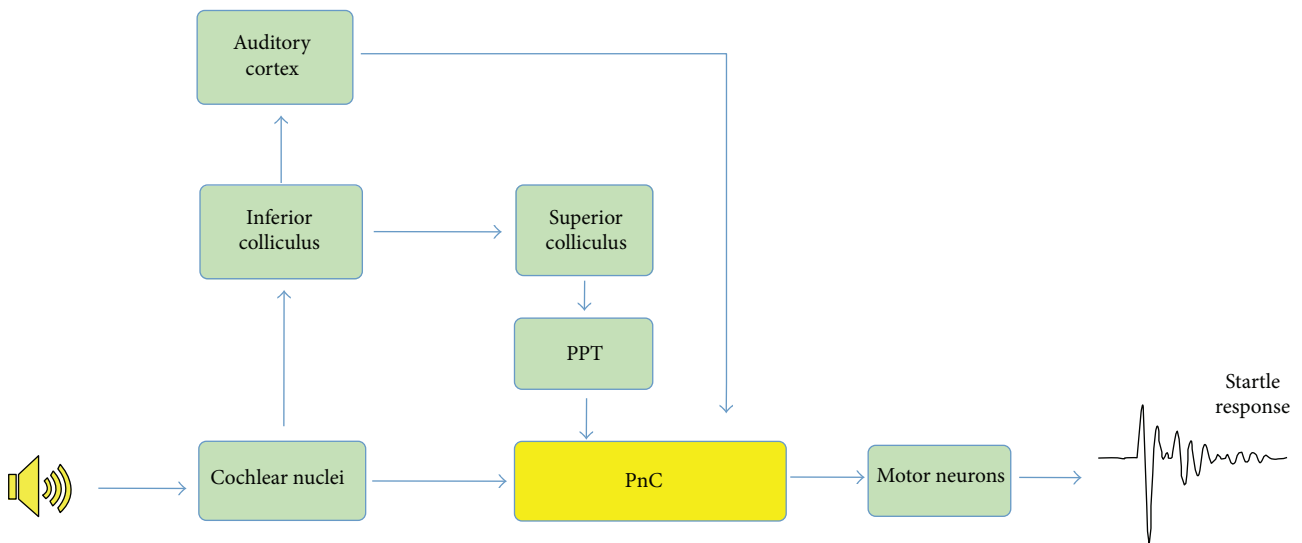 Auditory
cortex
Inferior
colliculus
Superior
colliculus
PPT
Startle
response
Cochlear nuclei
PnC
Motor neurons